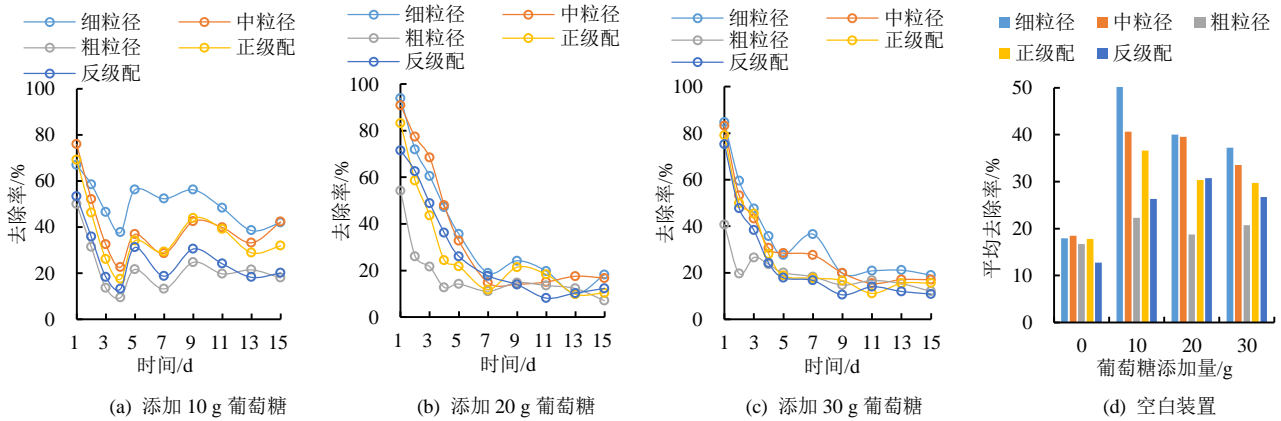 细粒径 中粒径
粗粒径 正级配
反级配
去除率/%
100
80
60
40
20
0
1 3 5 7 9 11 13 15
时间/d
(a) 添加 10 g 葡萄糖
细粒径 中粒径
粗粒径 正级配
反级配
去除率/%
100
80
60
40
20
0
1 3 5 7 9 11 13 15
时间/d
(b) 添加 20 g 葡萄糖
细粒径 中粒径
粗粒径 正级配
反级配
去除率/%
100
80
60
40
20
0
1 3 5 7 9 11 13 15
时间/d
(c) 添加 30 g 葡萄糖
细粒径 中粒径 粗粒径
正级配 反级配
平均去除率/%
50
40
30
20
10
0
0 10 20 30
葡萄糖添加量/g
(d) 空白装置